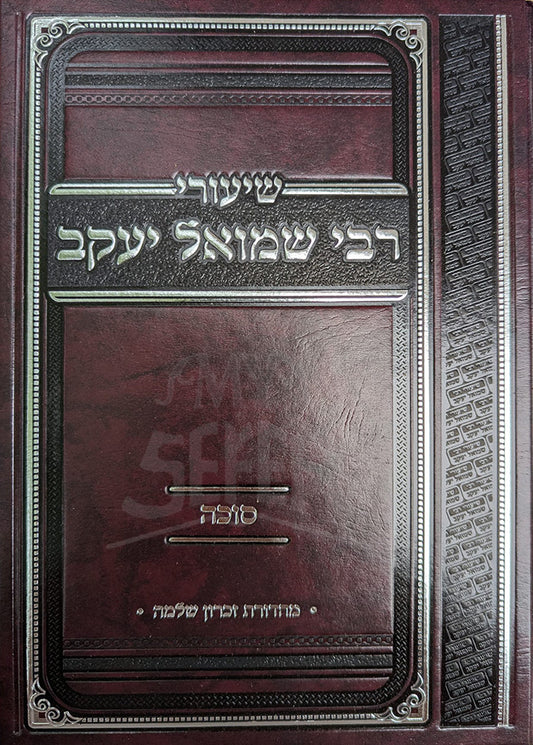 שיעורי
רבי שמואל יעקב
סוכה
• מהדורת זכרון שלמה •